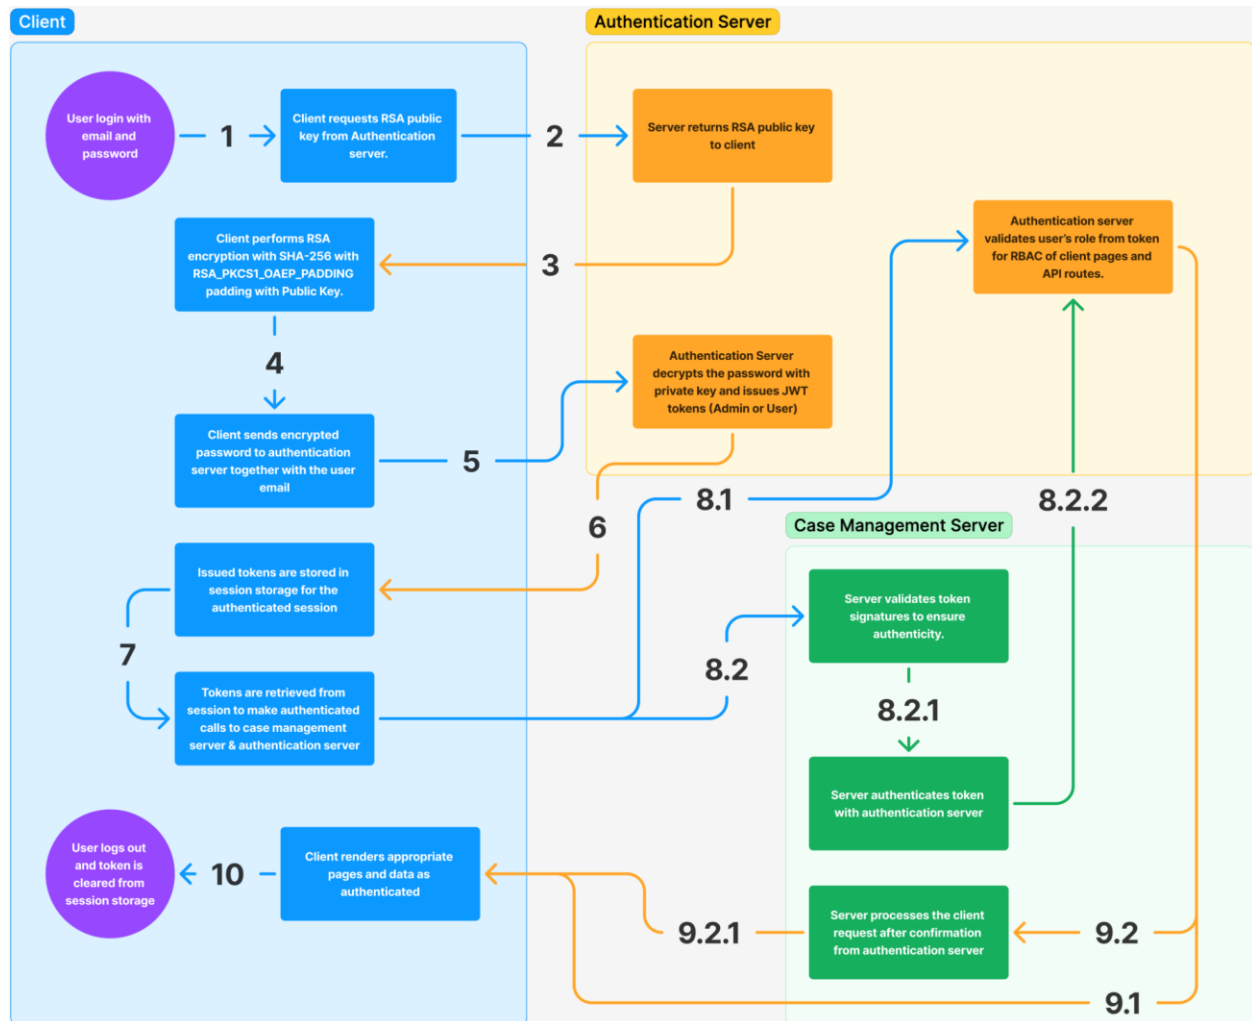 Client
Authentication Server
User login with
email and
password
1
Client requests RSA public
key from Authentication
server.
2
Server returns RSA public key
to client
Client performs RSA
encryption with SHA-256 with
RSA_PKCS1_OAEP_PADDING
padding with Public Key.
3
Authentication server
validates user's role from token
for RBAC of client pages and
API routes.
4
Authentication Server
decrypts the password with
private key and issues JWT
tokens (Admin or User)
Client sends encrypted
password to authentication
server together with the user
email
5
6
8.1
8.2.2
Case Management Server
Issued tokens are stored in
session storage for the
authenticated session
Server validates token
signatures to ensure
authenticity.
7
8.2
8.2.1
Tokens are retrieved from
session to make authenticated
calls to case management
server & authentication server
Server authenticates token
with authentication server
User logs out
and token is
cleared from
session storage
10
Client renders appropriate
pages and data as
authenticated
9.2.1
Server processes the client
request after confirmation
from authentication server
9.2
9.1